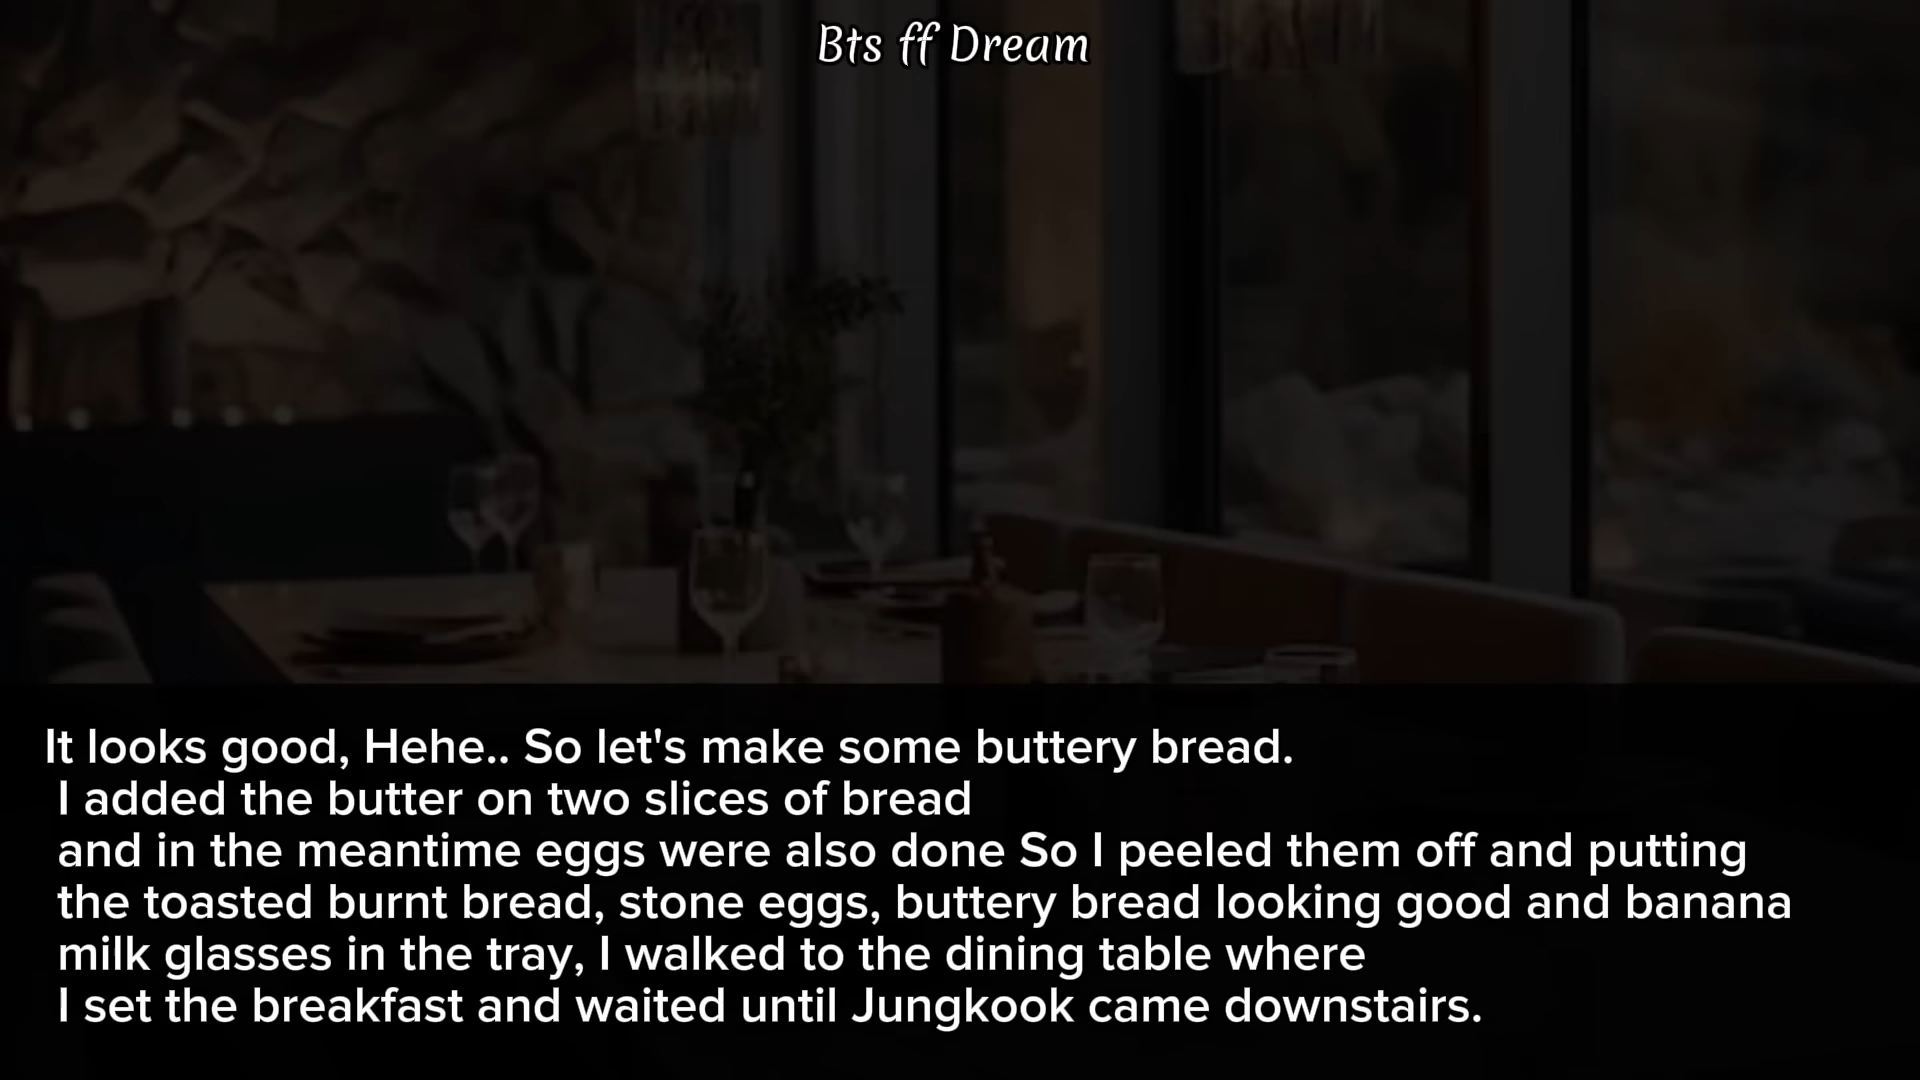 Bts ff Dream
It looks good, Hehe.. So let's make some buttery bread.
I added the butter on two slices of bread
and in the meantime eggs were also done So I peeled them off and putting
the toasted burnt bread, stone eggs, buttery bread looking good and banana
milk glasses in the tray, I walked to the dining table where
I set the breakfast and waited until Jungkook came downstairs.